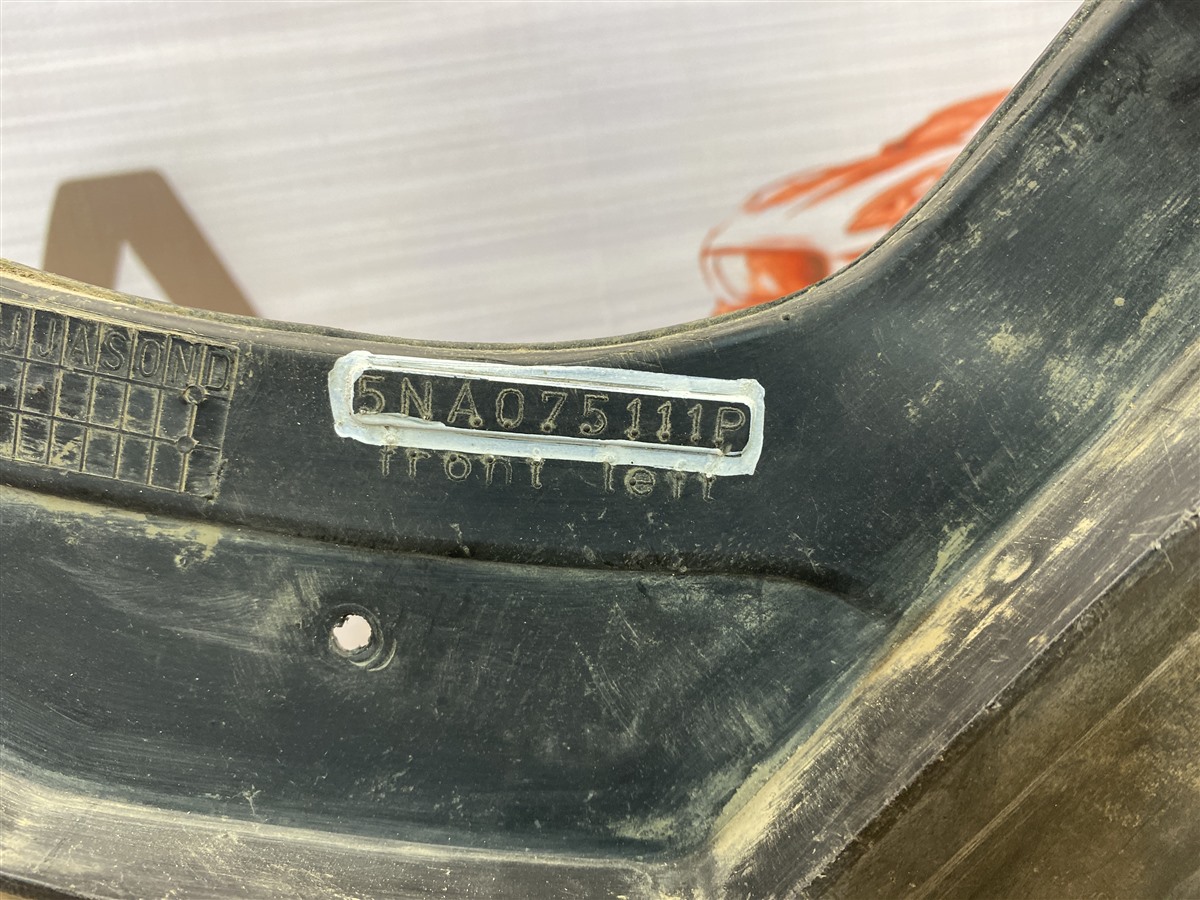 JJASOND
5NA075111P
front left